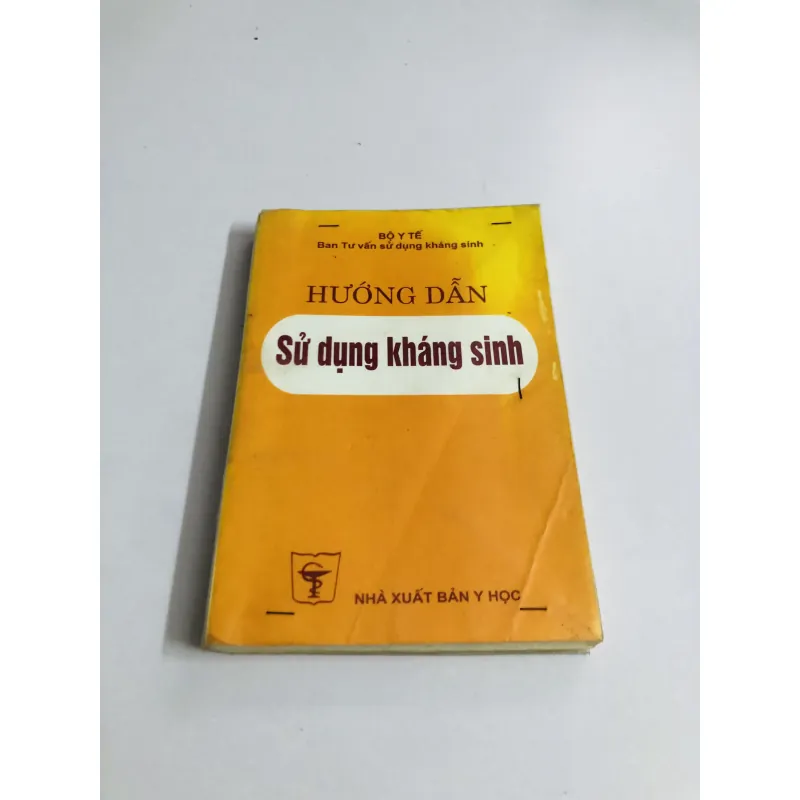 BỘ Y TẾ
Ban Tư vấn sử dụng kháng sinh
HƯỚNG DẪN
Sử dụng kháng sinh
NHÀ XUẤT BẢN Y HỌC